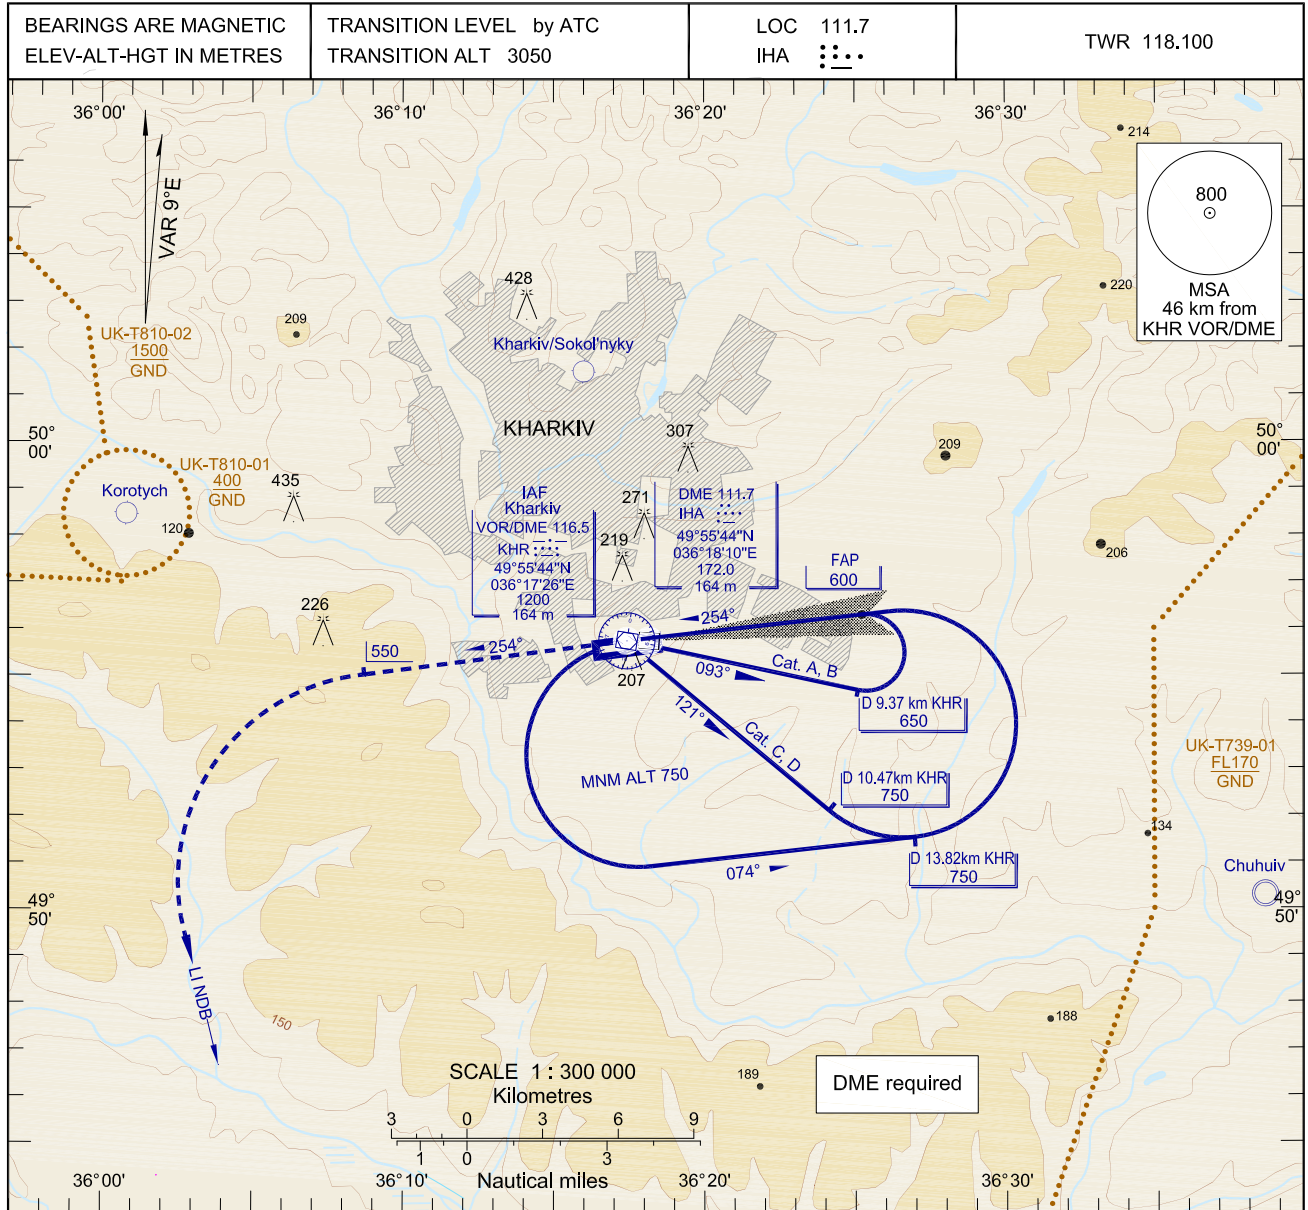 BEARINGS ARE MAGNETIC
ELEV-ALT-HGT IN METRES
TRANSITION LEVEL by ATC
TRANSITION ALT 3050
LOC 111.7
IHA
TWR 118.100
36°00'
36°10'
36°20'
36°30'
214
VAR 9°E
800
MSA
46 km from
KHR VOR/DME
220
428
209
UK-T810-02
1500
GND
Kharkiv/Sokol'nyky
KHARKIV
307
209
50°
00'
50°
00'
UK-T810-01
400
GND
435
Korotych
120
IAF
Kharkiv
VOR/DME 116.5
KHR
49°55'44"N
036°17'26"E
1200
164 m
271
219
DME 111.7
IHA
49°55'44"N
036°18'10"E
172.0
164 m
FAP
600
206
226
254°
254°
550
207
093°
Cat. A, B
D 9.37 km KHR
650
121°
Cat. C, D
MNM ALT 750
D 10.47km KHR
750
UK-T739-01
FL170
GND
134
074°
D 13.82km KHR
750
Chuhuiv
49°
50'
49°
50'
LI NDB
150
188
189
SCALE 1 : 300 000
Kilometres
3 0 3 6 9
1 0 3
Nautical miles
DME required
36°00'
36°10'
36°20'
36°30'